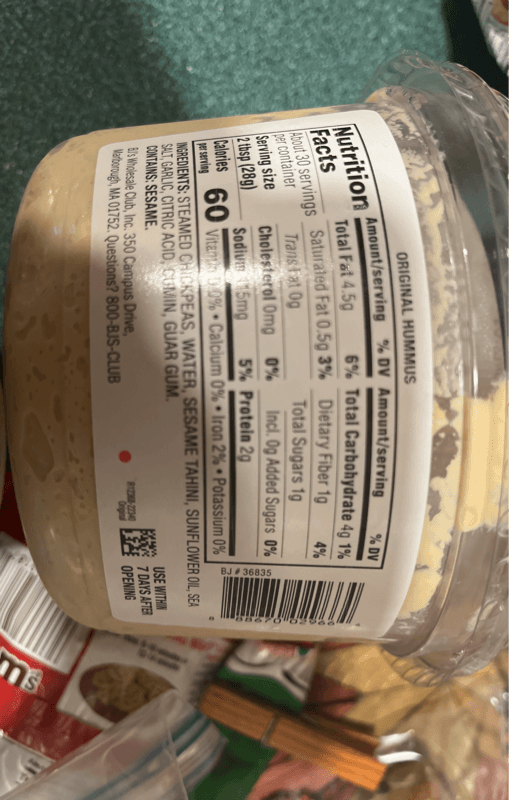 ORIGINAL HUMMUS
Nutrition
Facts
About 30 servings
per container
Serving size
2 tbsp (28g)
Calories
per serving
60
Amount/serving % DV
Total Fat 4.5g 6%
Saturated Fat 0.5g 3%
Trans Fat 0g
Cholesterol 0mg 0%
Sodium 115mg 5%
Amount/serving % DV
Total Carbohydrate 4g 1%
Dietary Fiber 1g 4%
Total Sugars 1g
Incl. 0g Added Sugars 0%
Protein 2g
Vitamin D 0% • Calcium 0% • Iron 2% • Potassium 0%
INGREDIENTS: STEAMED CHICKPEAS, WATER, SESAME TAHINI, SUNFLOWER OIL, SEA
SALT, GARLIC, CITRIC ACID, CUMIN, GUAR GUM.
CONTAINS: SESAME.
BJ's Wholesale Club, Inc. 350 Campus Drive,
Marlborough, MA 01752. Questions? 800-BJS-CLUB
BJ # 36835
USE WITHIN
7 DAYS AFTER
OPENING
Original
m's